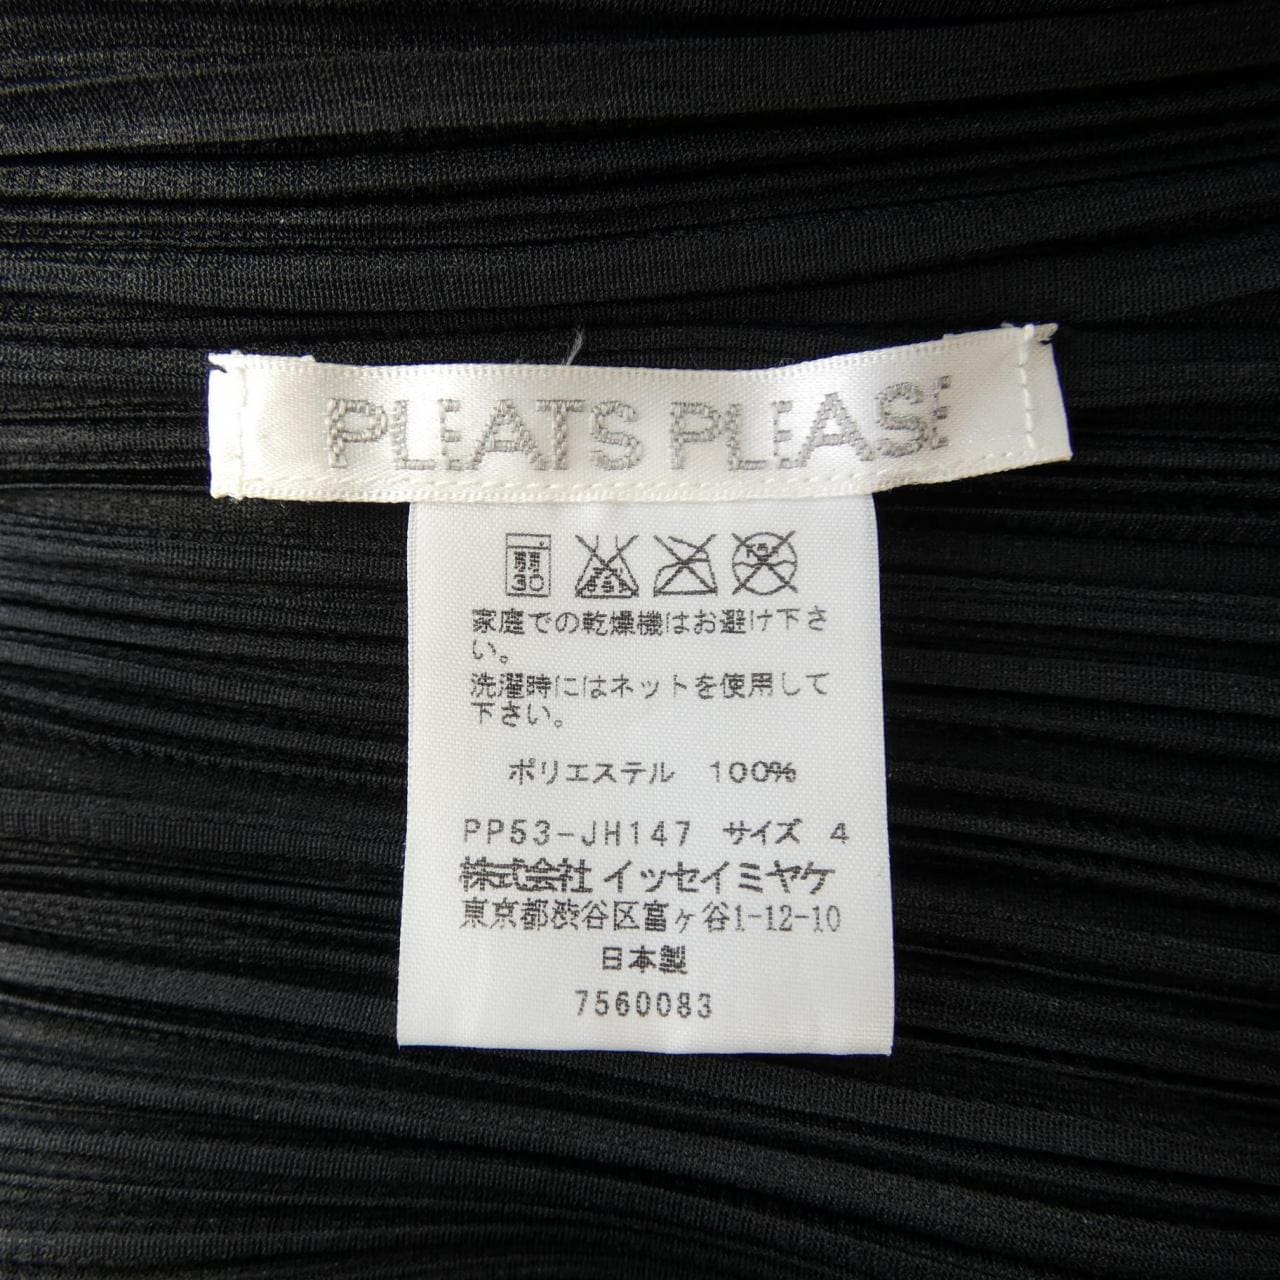 PLEATS PLEASE
弱
30
家庭での乾燥機はお避け下さ
い。
洗濯時にはネットを使用して
下さい。
ポリエステル 100%
PP53-JH147 サイズ 4
株式会社イッセイミヤケ
東京都渋谷区富ヶ谷1-12-10
日本製
7560083